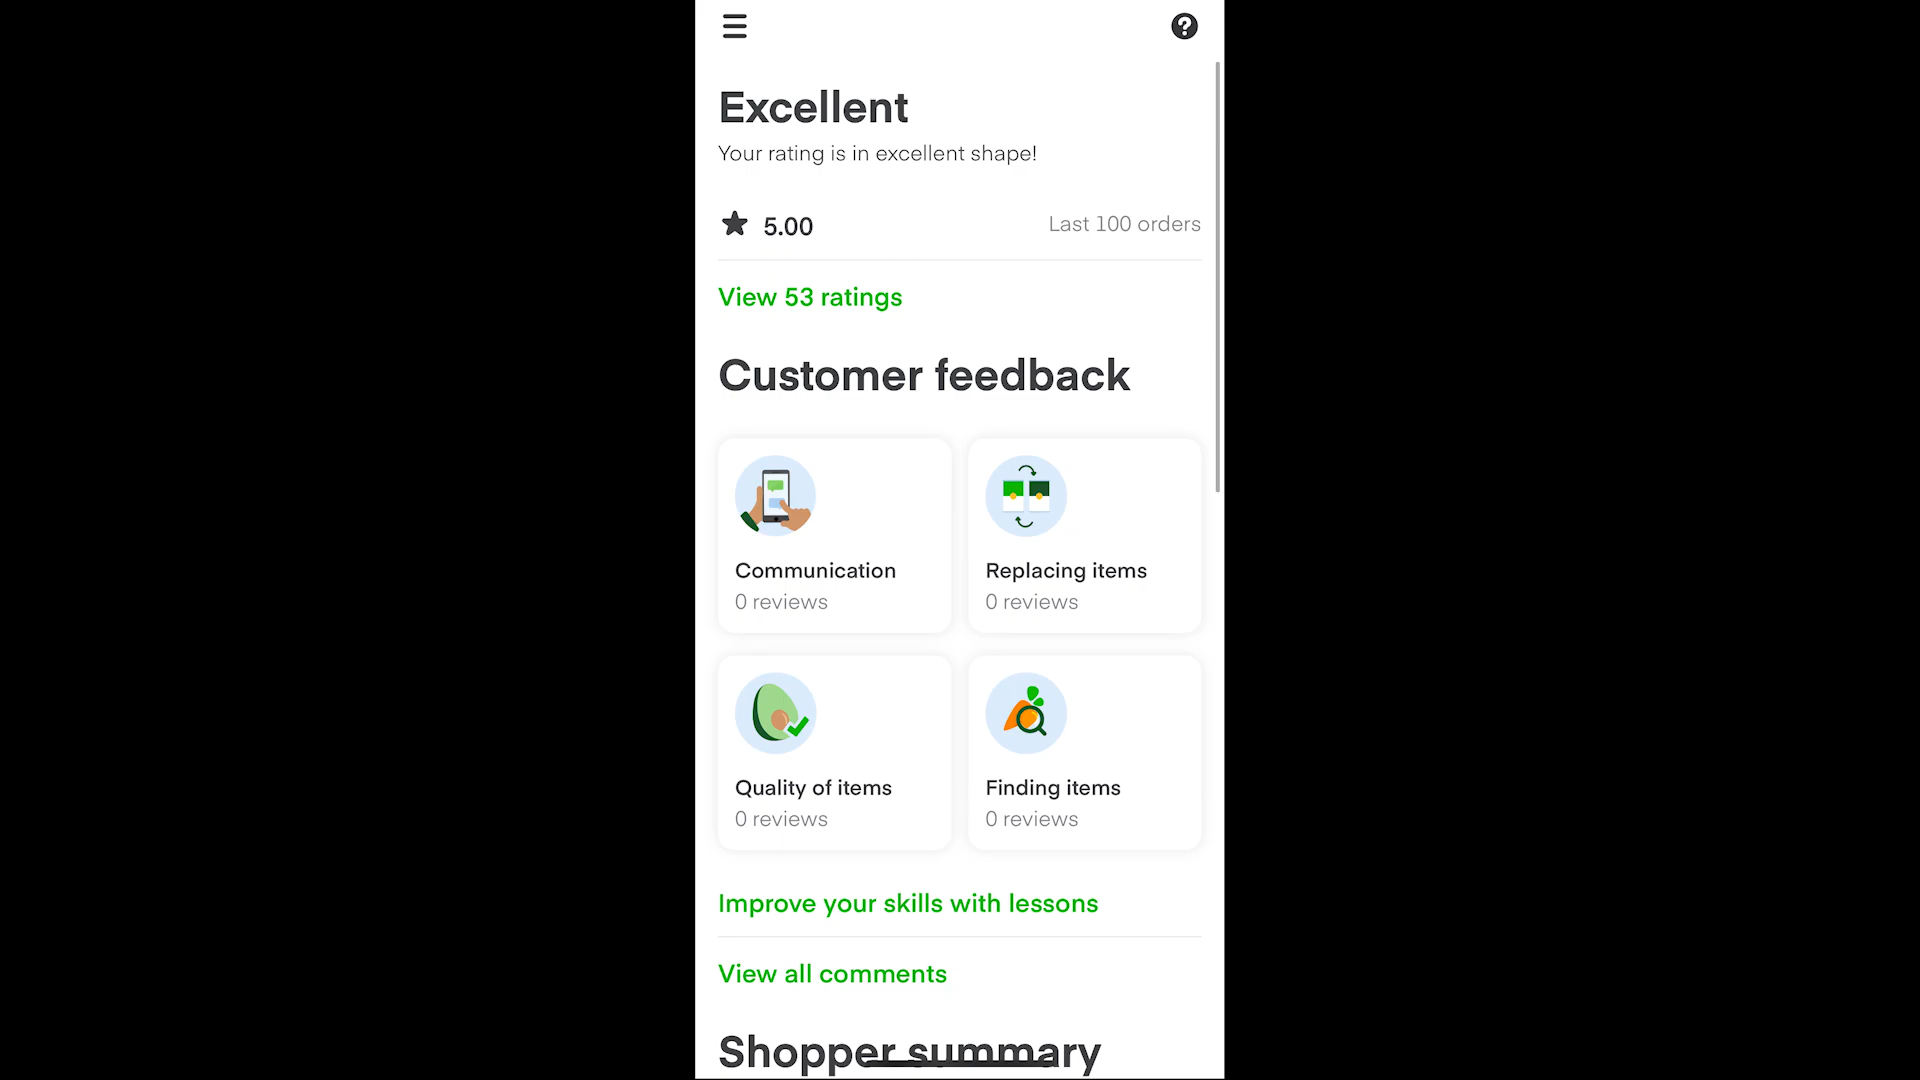 Excellent
Your rating is in excellent shape!
5.00
Last 100 orders
View 53 ratings
Customer feedback
Communication
0 reviews
Replacing items
0 reviews
Quality of items
0 reviews
Finding items
0 reviews
Improve your skills with lessons
View all comments
Shopper summary